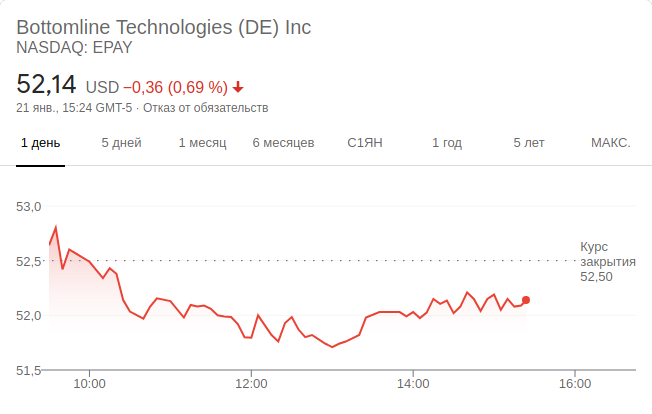 Bottomline Technologies (DE) Inc
NASDAQ: EPAY
52,14 USD −0,36 (0,69 %)
21 янв., 15:24 GMT-5 · Отказ от обязательств
1 день 5 дней 1 месяц 6 месяцев С1ЯН 1 год 5 лет МАКС.
53,0
Курс
52,5 закрытия
52,50
52,0
51,5
10:00 12:00 14:00 16:00